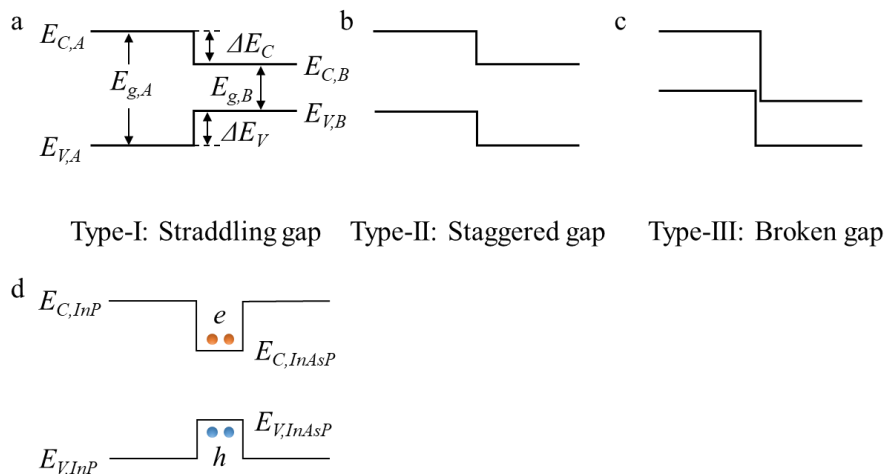 a
b
c
E_{C,A}
ΔE_C
E_{C,B}
E_{g,A}
E_{g,B}
E_{V,B}
ΔE_V
E_{V,A}
Type-I: Straddling gap
Type-II: Staggered gap
Type-III: Broken gap
d
E_{C,InP}
e
E_{C,InAsP}
E_{V,InAsP}
E_{V,InP}
h